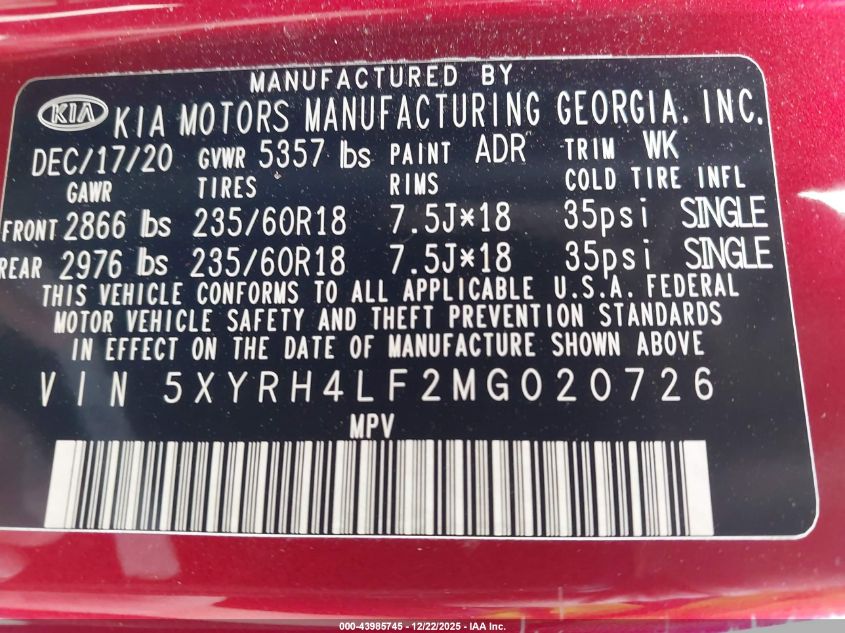 MANUFACTURED BY
KIA KIA MOTORS MANUFACTURING GEORGIA. INC.
DEC/17/20 GVWR 5357 lbs PAINT ADR TRIM WK
GAWR TIRES RIMS COLD TIRE INFL
FRONT 2866 lbs 235/60R18 7.5J*18 35psi SINGLE
REAR 2976 lbs 235/60R18 7.5J*18 35psi SINGLE
THIS VEHICLE CONFORMS TO ALL APPLICABLE U.S.A. FEDERAL
MOTOR VEHICLE SAFETY AND THEFT PREVENTION STANDARDS
IN EFFECT ON THE DATE OF MANUFACTURE SHOWN ABOVE
VIN 5XYRH4LF2MG020726
MPV
000-43985745 - 12/22/2025 - IAA Inc.